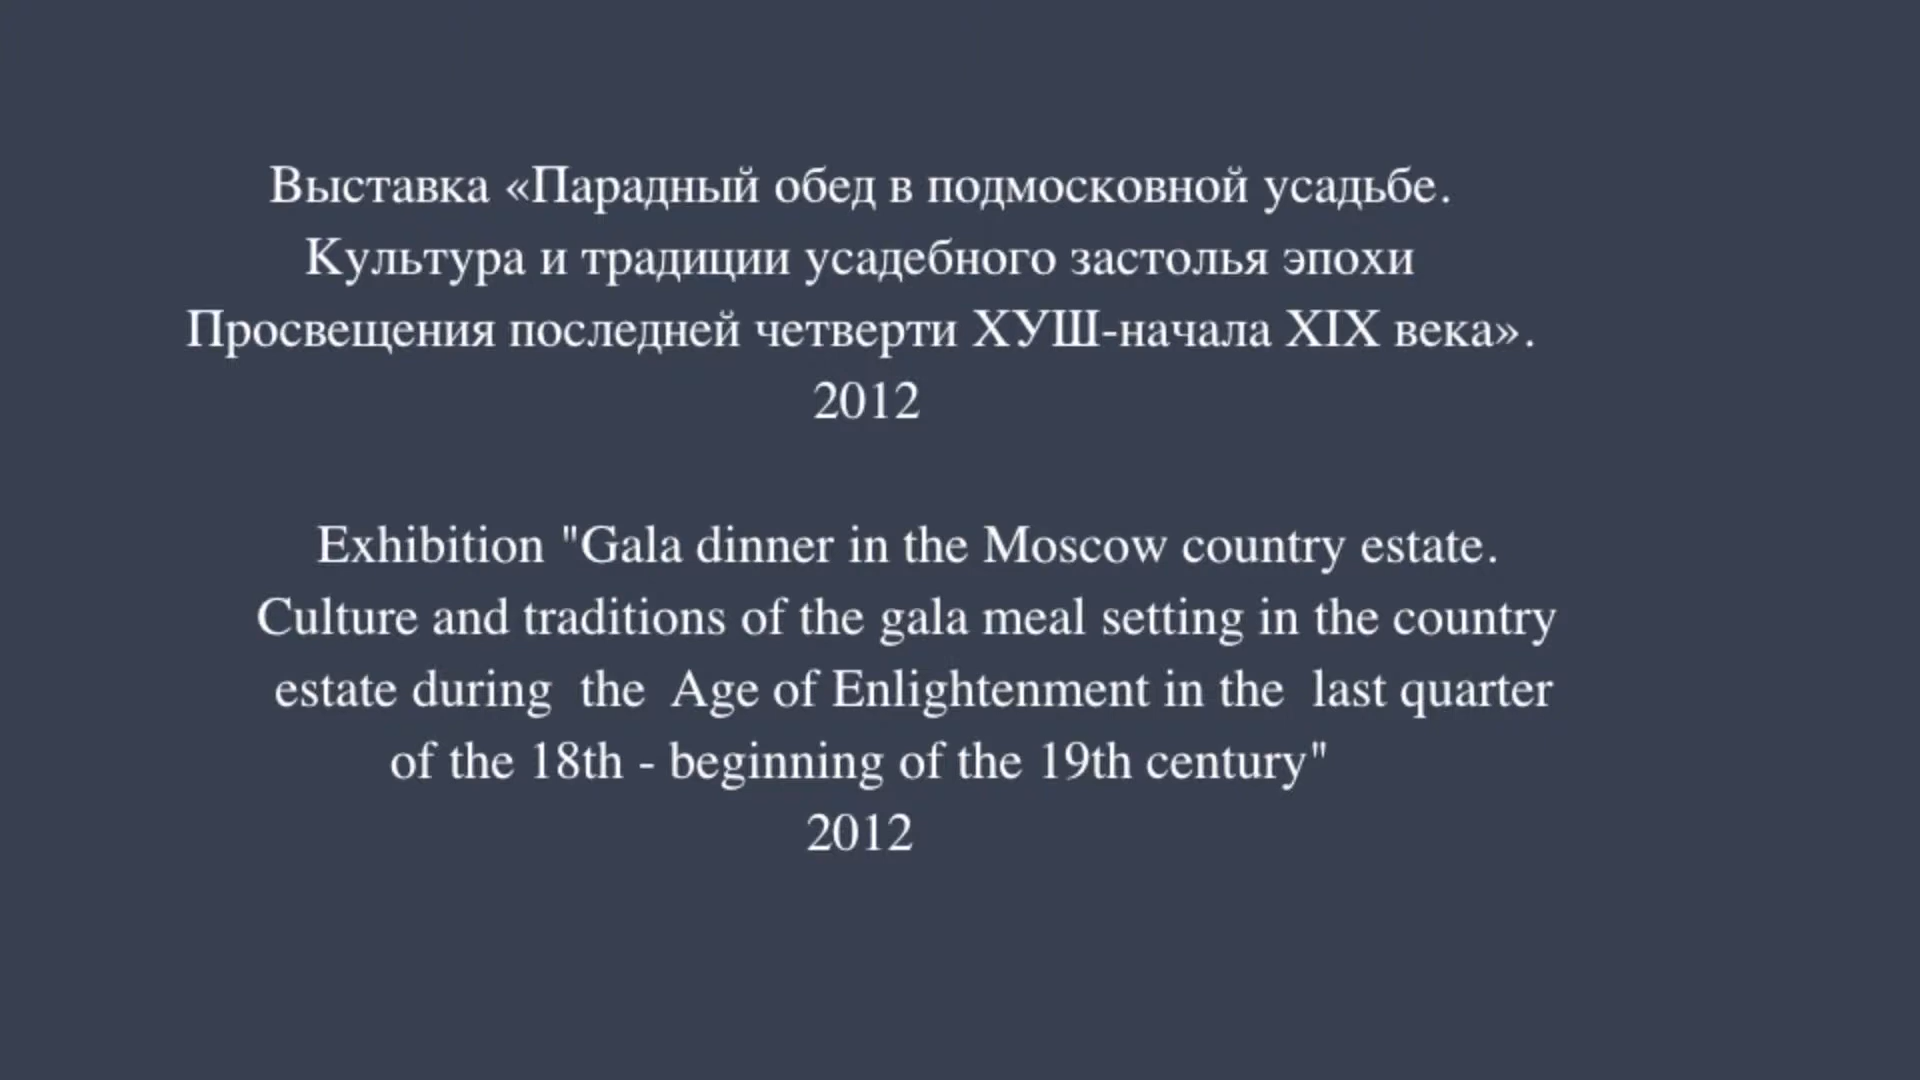 Выставка «Парадный обед в подмосковной усадьбе.
Культура и традиции усадебного застолья эпохи
Просвещения последней четверти ХУШ-начала XIX века».
2012
Exhibition "Gala dinner in the Moscow country estate.
Culture and traditions of the gala meal setting in the country
estate during  the  Age of Enlightenment in the  last quarter
of the 18th - beginning of the 19th century"
2012